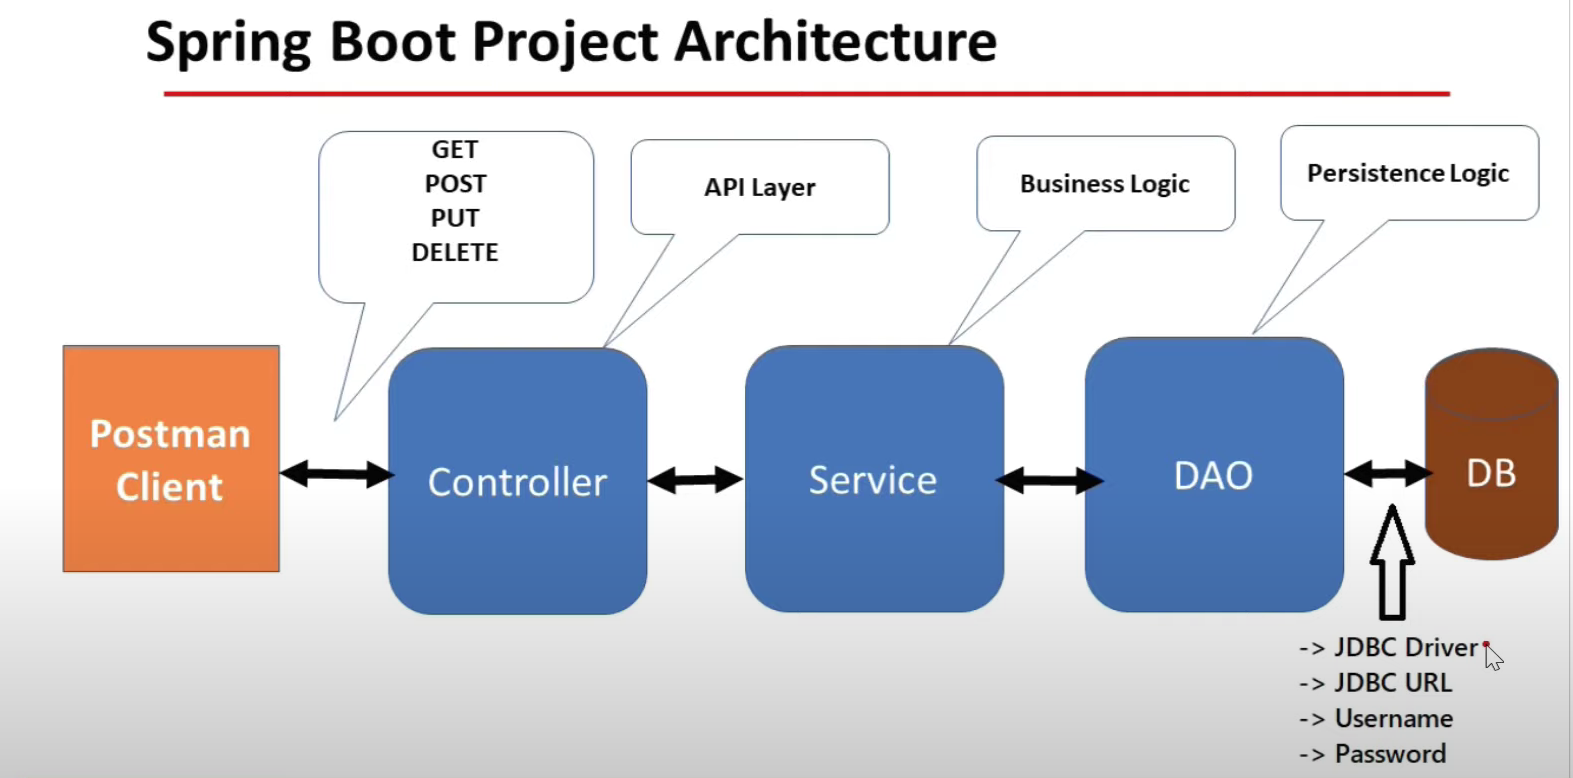 Spring Boot Project Architecture
GET
POST
PUT
DELETE
API Layer
Business Logic
Persistence Logic
Postman
Client
Controller
Service
DAO
DB
-> JDBC Driver
-> JDBC URL
-> Username
-> Password